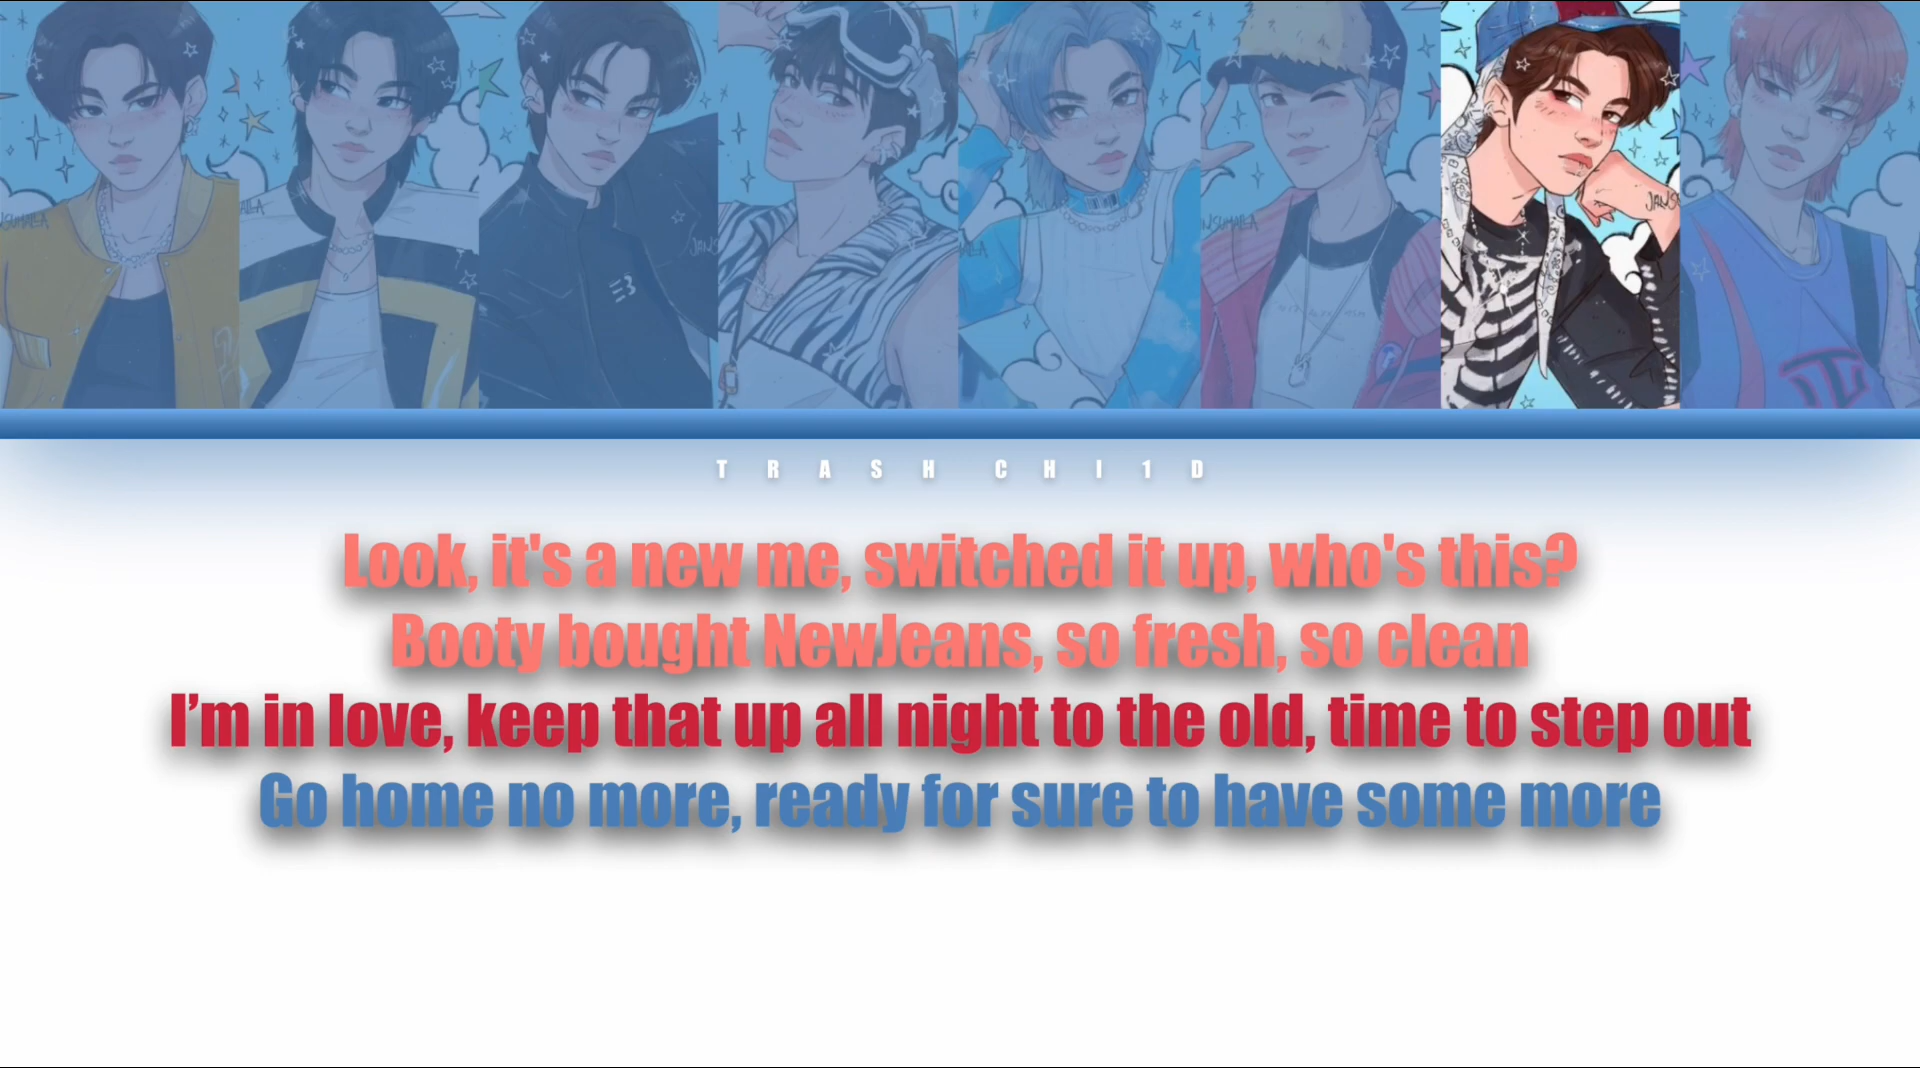 TRASH CHI1D
Look, it's a new me, switched it up, who's this?
Booty bought NewJeans, so fresh, so clean
I’m in love, keep that up all night to the old, time to step out
Go home no more, ready for sure to have some more